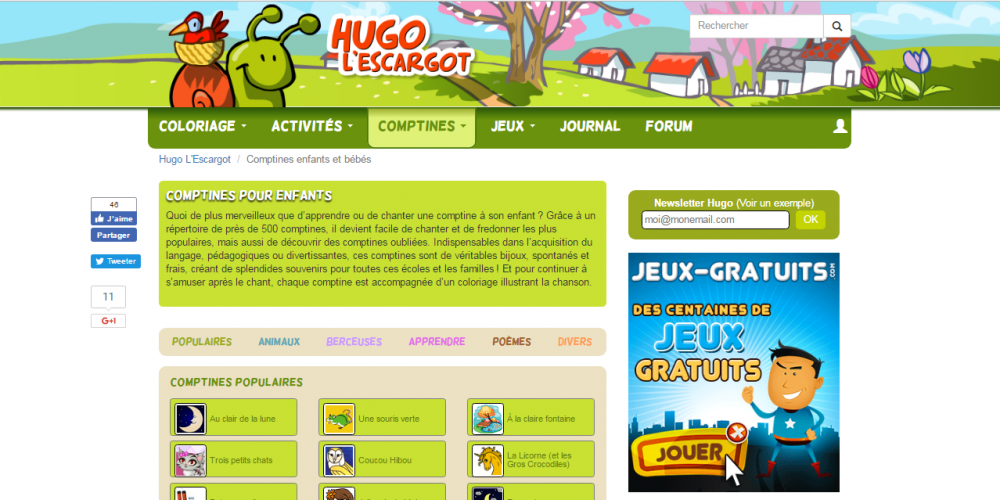 HUGO
L'ESCARGOT
Rechercher
COLORIAGE ACTIVITÉS COMPTINES JEUX JOURNAL FORUM
Hugo L'Escargot / Comptines enfants et bébés
46
J'aime
Partager
Tweeter
11
G+1
COMPTINES POUR ENFANTS
Quoi de plus merveilleux que d'apprendre ou de chanter une comptine à son enfant ? Grâce à un
répertoire de près de 500 comptines, il devient facile de chanter et de fredonner les plus
populaires, mais aussi de découvrir des comptines oubliées. Indispensables dans l'acquisition du
langage, pédagogiques ou divertissantes, ces comptines sont de véritables bijoux, spontanés et
frais, créant de splendides souvenirs pour toutes ces écoles et les familles ! Et pour continuer à
s'amuser après le chant, chaque comptine est accompagnée d'un coloriage illustrant la chanson.
POPULAIRES ANIMAUX BERCEUSES APPRENDRE POÈMES DIVERS
COMPTINES POPULAIRES
Au clair de la lune
Une souris verte
À la claire fontaine
Trois petits chats
Coucou Hibou
La Licorne (et les
Gros Crocodiles)
Newsletter Hugo (Voir un exemple)
moi@monemail.com OK
JEUX-GRATUITS.COM
DES CENTAINES DE
JEUX
GRATUITS
JOUER